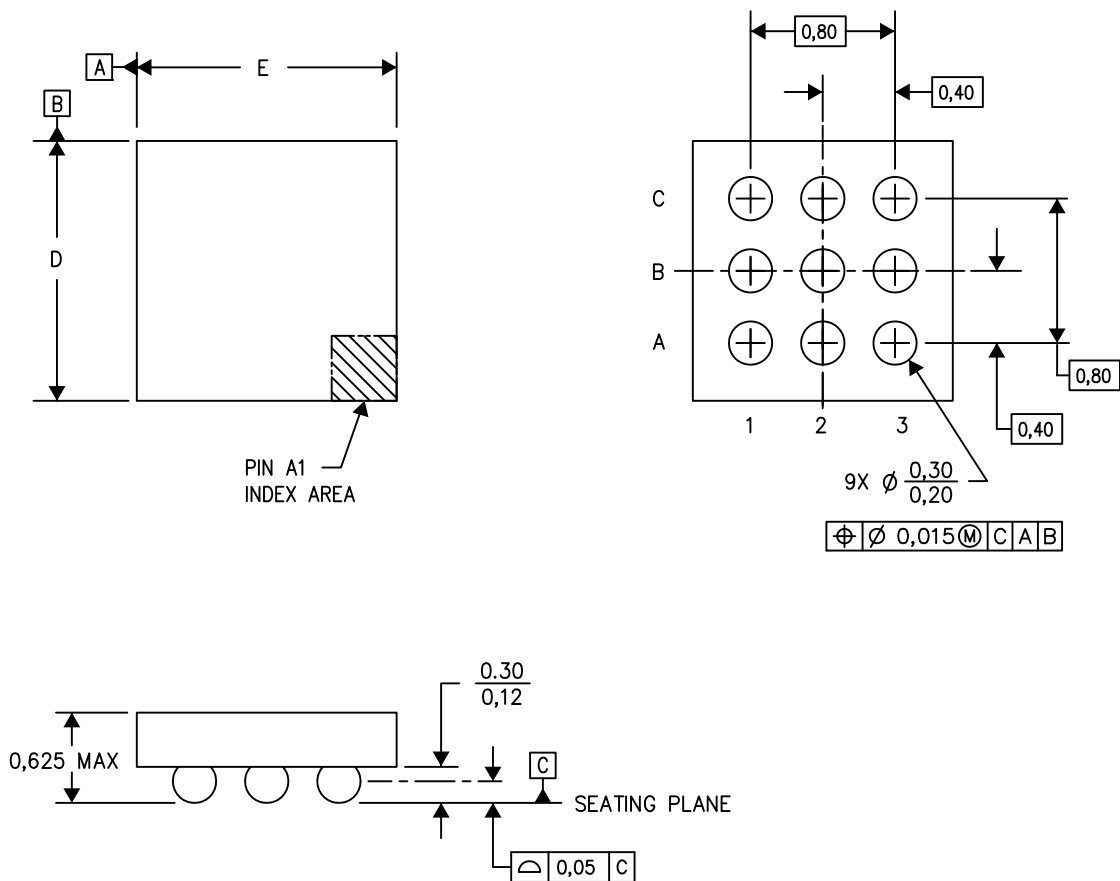 A
E
B
D
PIN A1
INDEX AREA
0,80
0,40
C
B
A
1 2 3
0,80
0,40
9X Ø 0,30
0,20
⌖ Ø 0,015 Ⓜ C A B
0,625 MAX
0.30
0,12
C
SEATING PLANE
⌓ 0,05 C